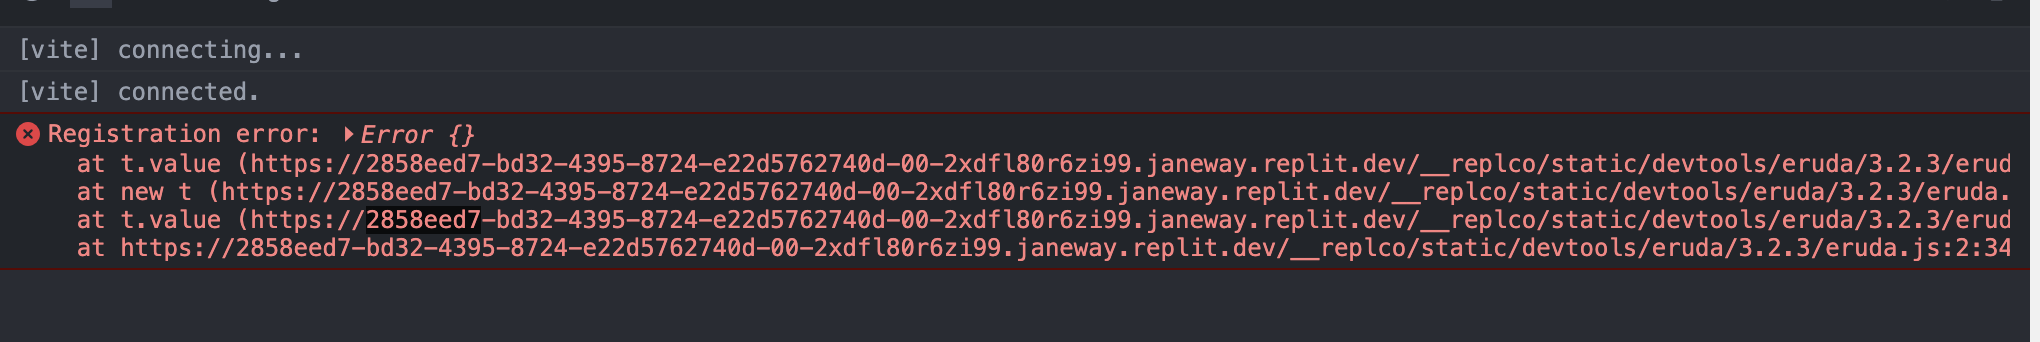 [vite] connecting...
[vite] connected.
Registration error: Error {}
at t.value (https://2858eed7-bd32-4395-8724-e22d5762740d-00-2xdfl80r6zi99.janeway.replit.dev/__replco/static/devtools/eruda/3.2.3/erud
at new t (https://2858eed7-bd32-4395-8724-e22d5762740d-00-2xdfl80r6zi99.janeway.replit.dev/__replco/static/devtools/eruda/3.2.3/eruda.
at t.value (https://2858eed7-bd32-4395-8724-e22d5762740d-00-2xdfl80r6zi99.janeway.replit.dev/__replco/static/devtools/eruda/3.2.3/erud
at https://2858eed7-bd32-4395-8724-e22d5762740d-00-2xdfl80r6zi99.janeway.replit.dev/__replco/static/devtools/eruda/3.2.3/eruda.js:2:34